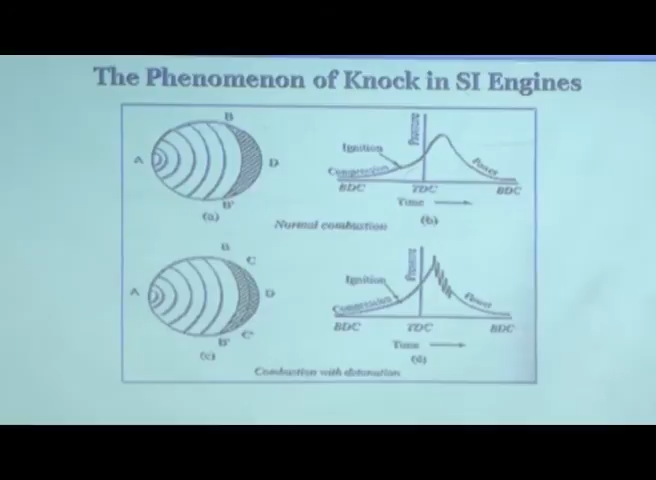 The Phenomenon of Knock in SI Engines
B
A
D
B'
(a)
Pressure
Ignition
Compression
Power
BDC
TDC
BDC
Time
(b)
Normal combustion
B
C
A
D
B'
C'
(c)
Pressure
Ignition
Compression
Power
BDC
TDC
BDC
Time
(d)
Combustion with detonation